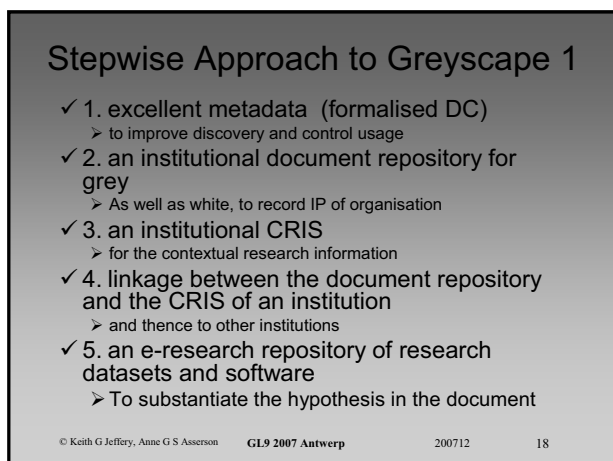 Stepwise Approach to Greyscape 1
✓ 1. excellent metadata (formalised DC)
➢ to improve discovery and control usage
✓ 2. an institutional document repository for
grey
➢ As well as white, to record IP of organisation
✓ 3. an institutional CRIS
➢ for the contextual research information
✓ 4. linkage between the document repository
and the CRIS of an institution
➢ and thence to other institutions
✓ 5. an e-research repository of research
datasets and software
➢ To substantiate the hypothesis in the document
© Keith G Jeffery, Anne G S Asserson GL9 2007 Antwerp 200712 18